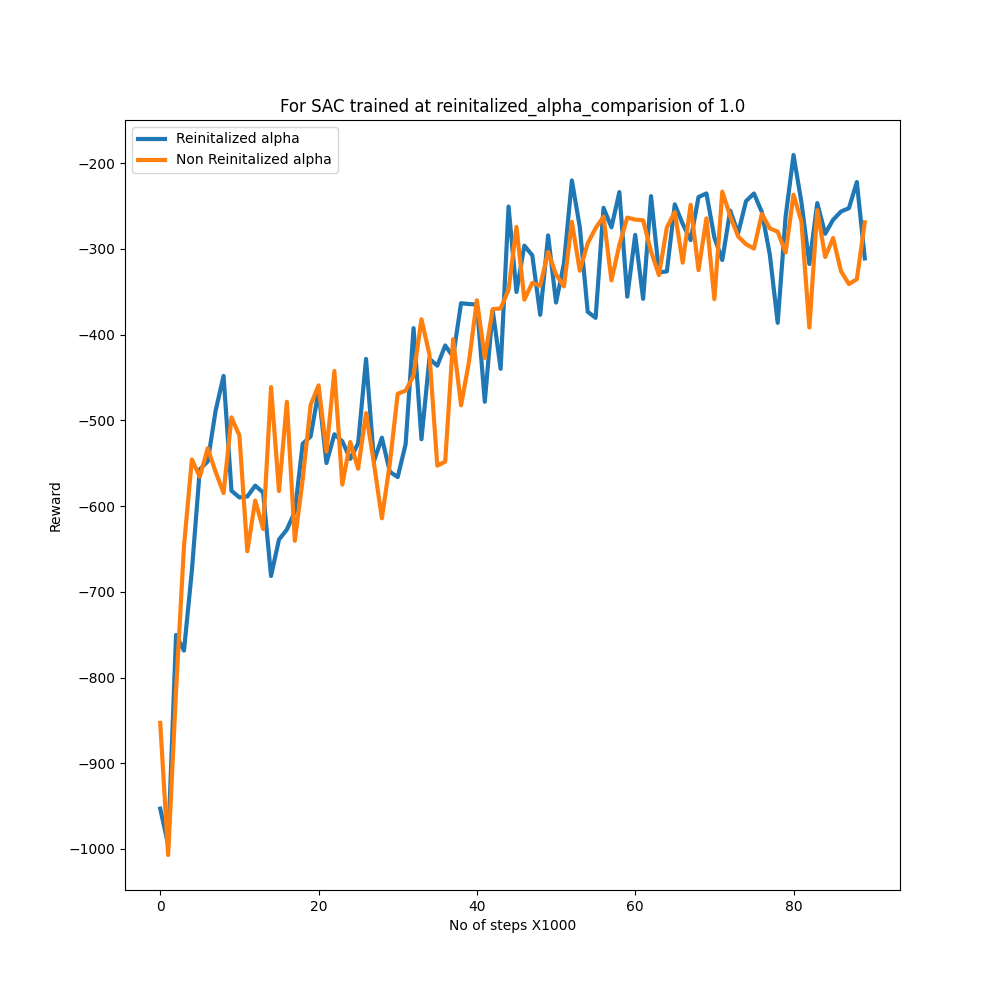 For SAC trained at reinitalized_alpha_comparision of 1.0
Reinitalized alpha
Non Reinitalized alpha
−200
−300
−400
−500
−600
−700
−800
−900
−1000
Reward
0 20 40 60 80
No of steps X1000